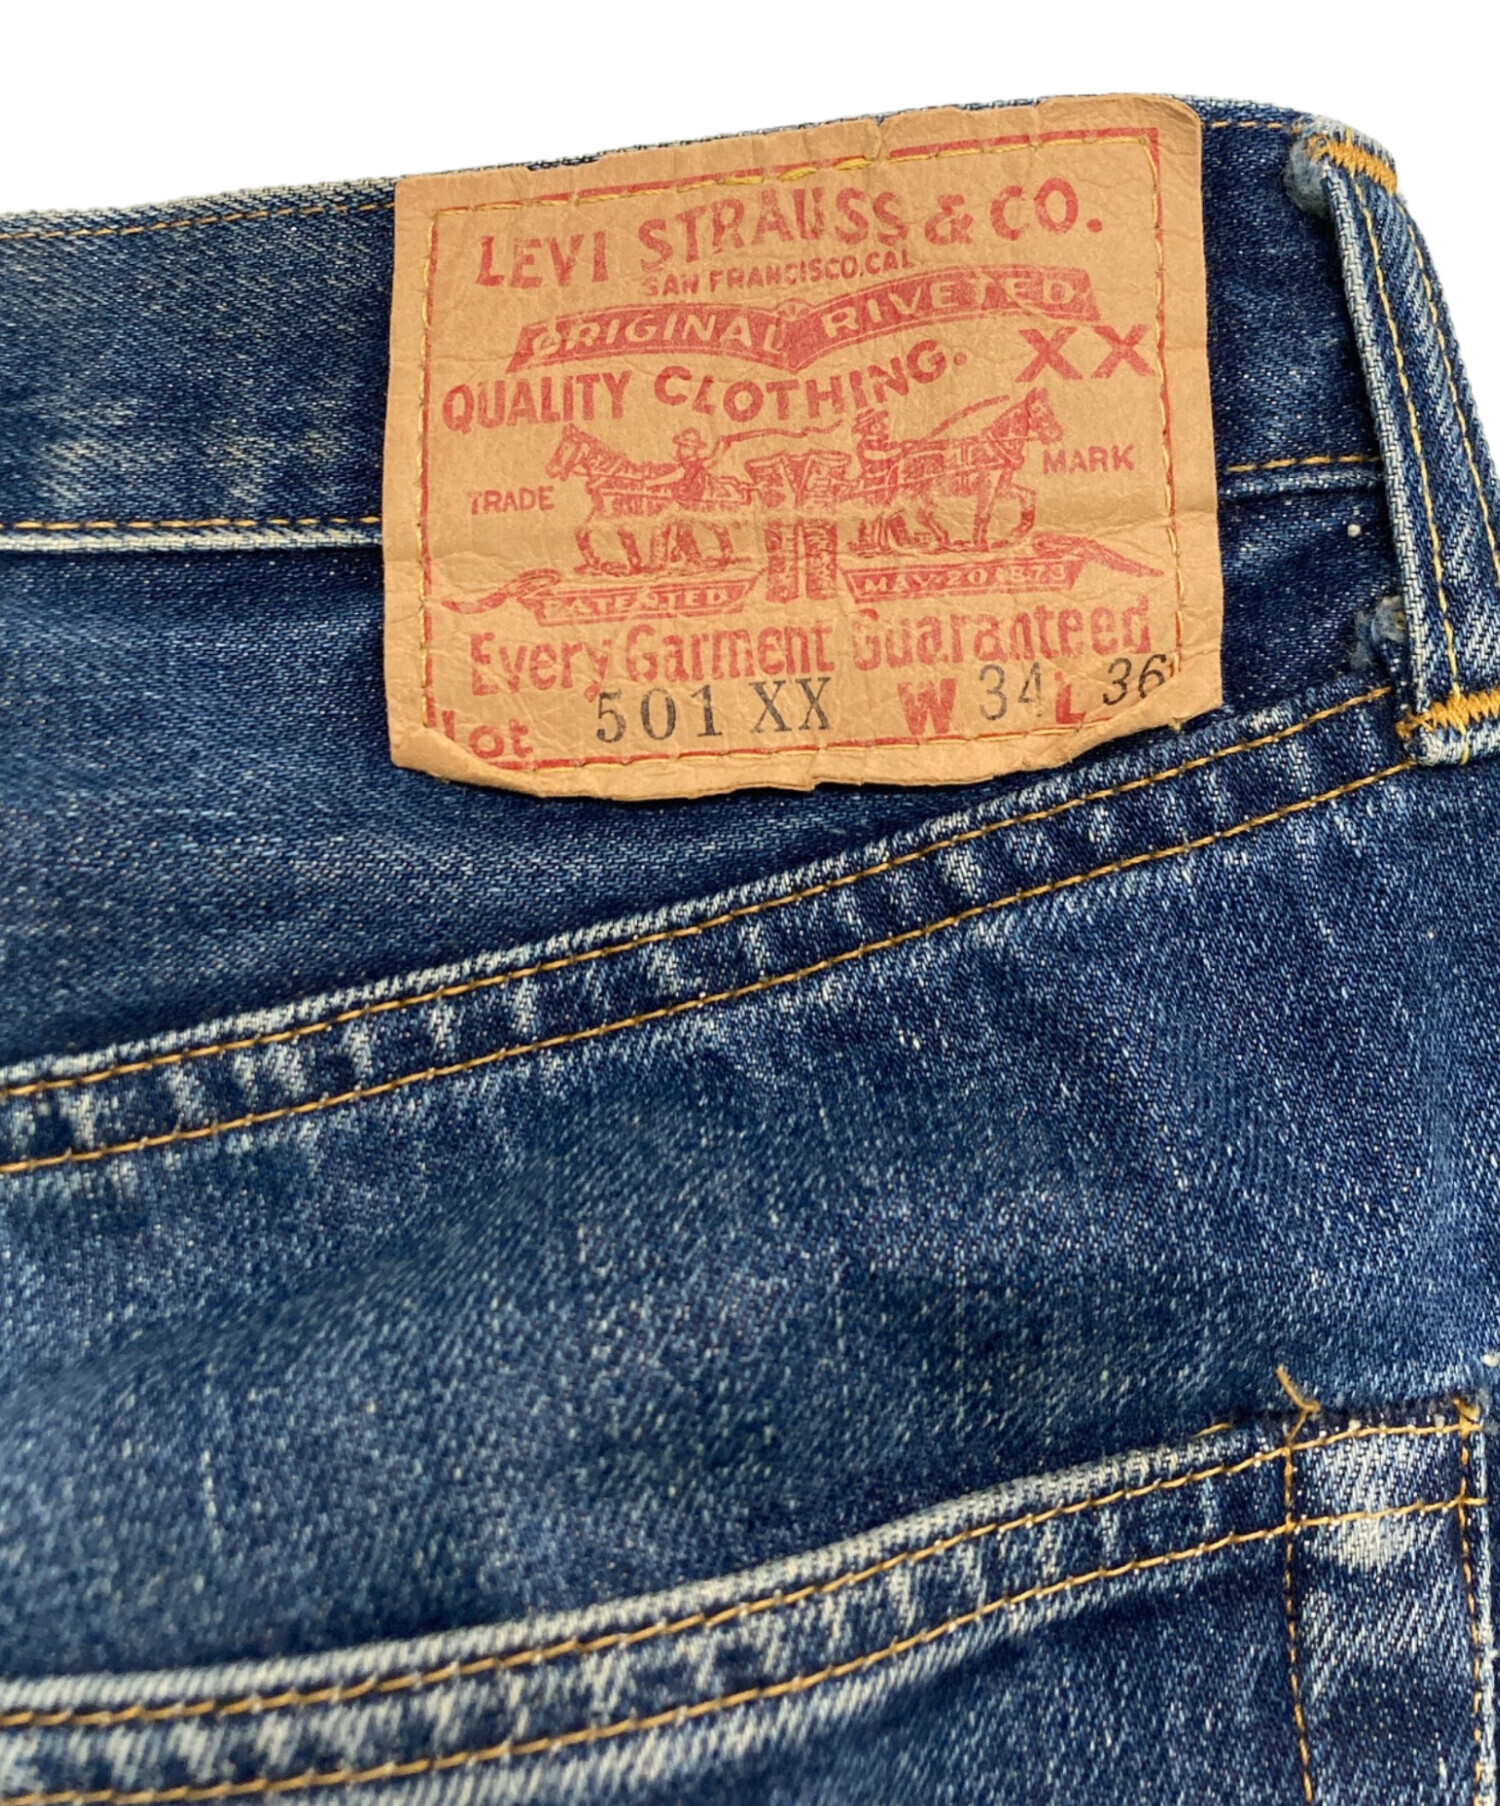 LEVI STRAUSS & CO.
SAN FRANCISCO, CAL.
ORIGINAL RIVETED
QUALITY CLOTHING. XX
TRADE MARK
PATENTED MAY 20 1873
Every Garment Guaranteed
Lot 501 XX W 34 L 36